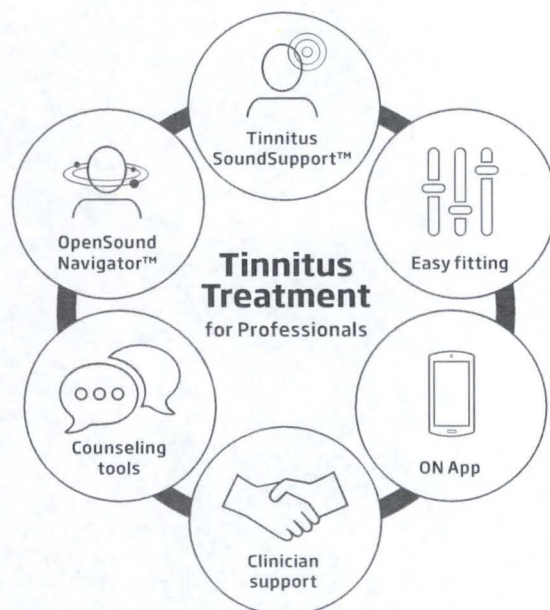 Tinnitus
SoundSupport™
Easy fitting
ON App
Clinician
support
Counseling
tools
OpenSound
Navigator™
Tinnitus
Treatment
for Professionals